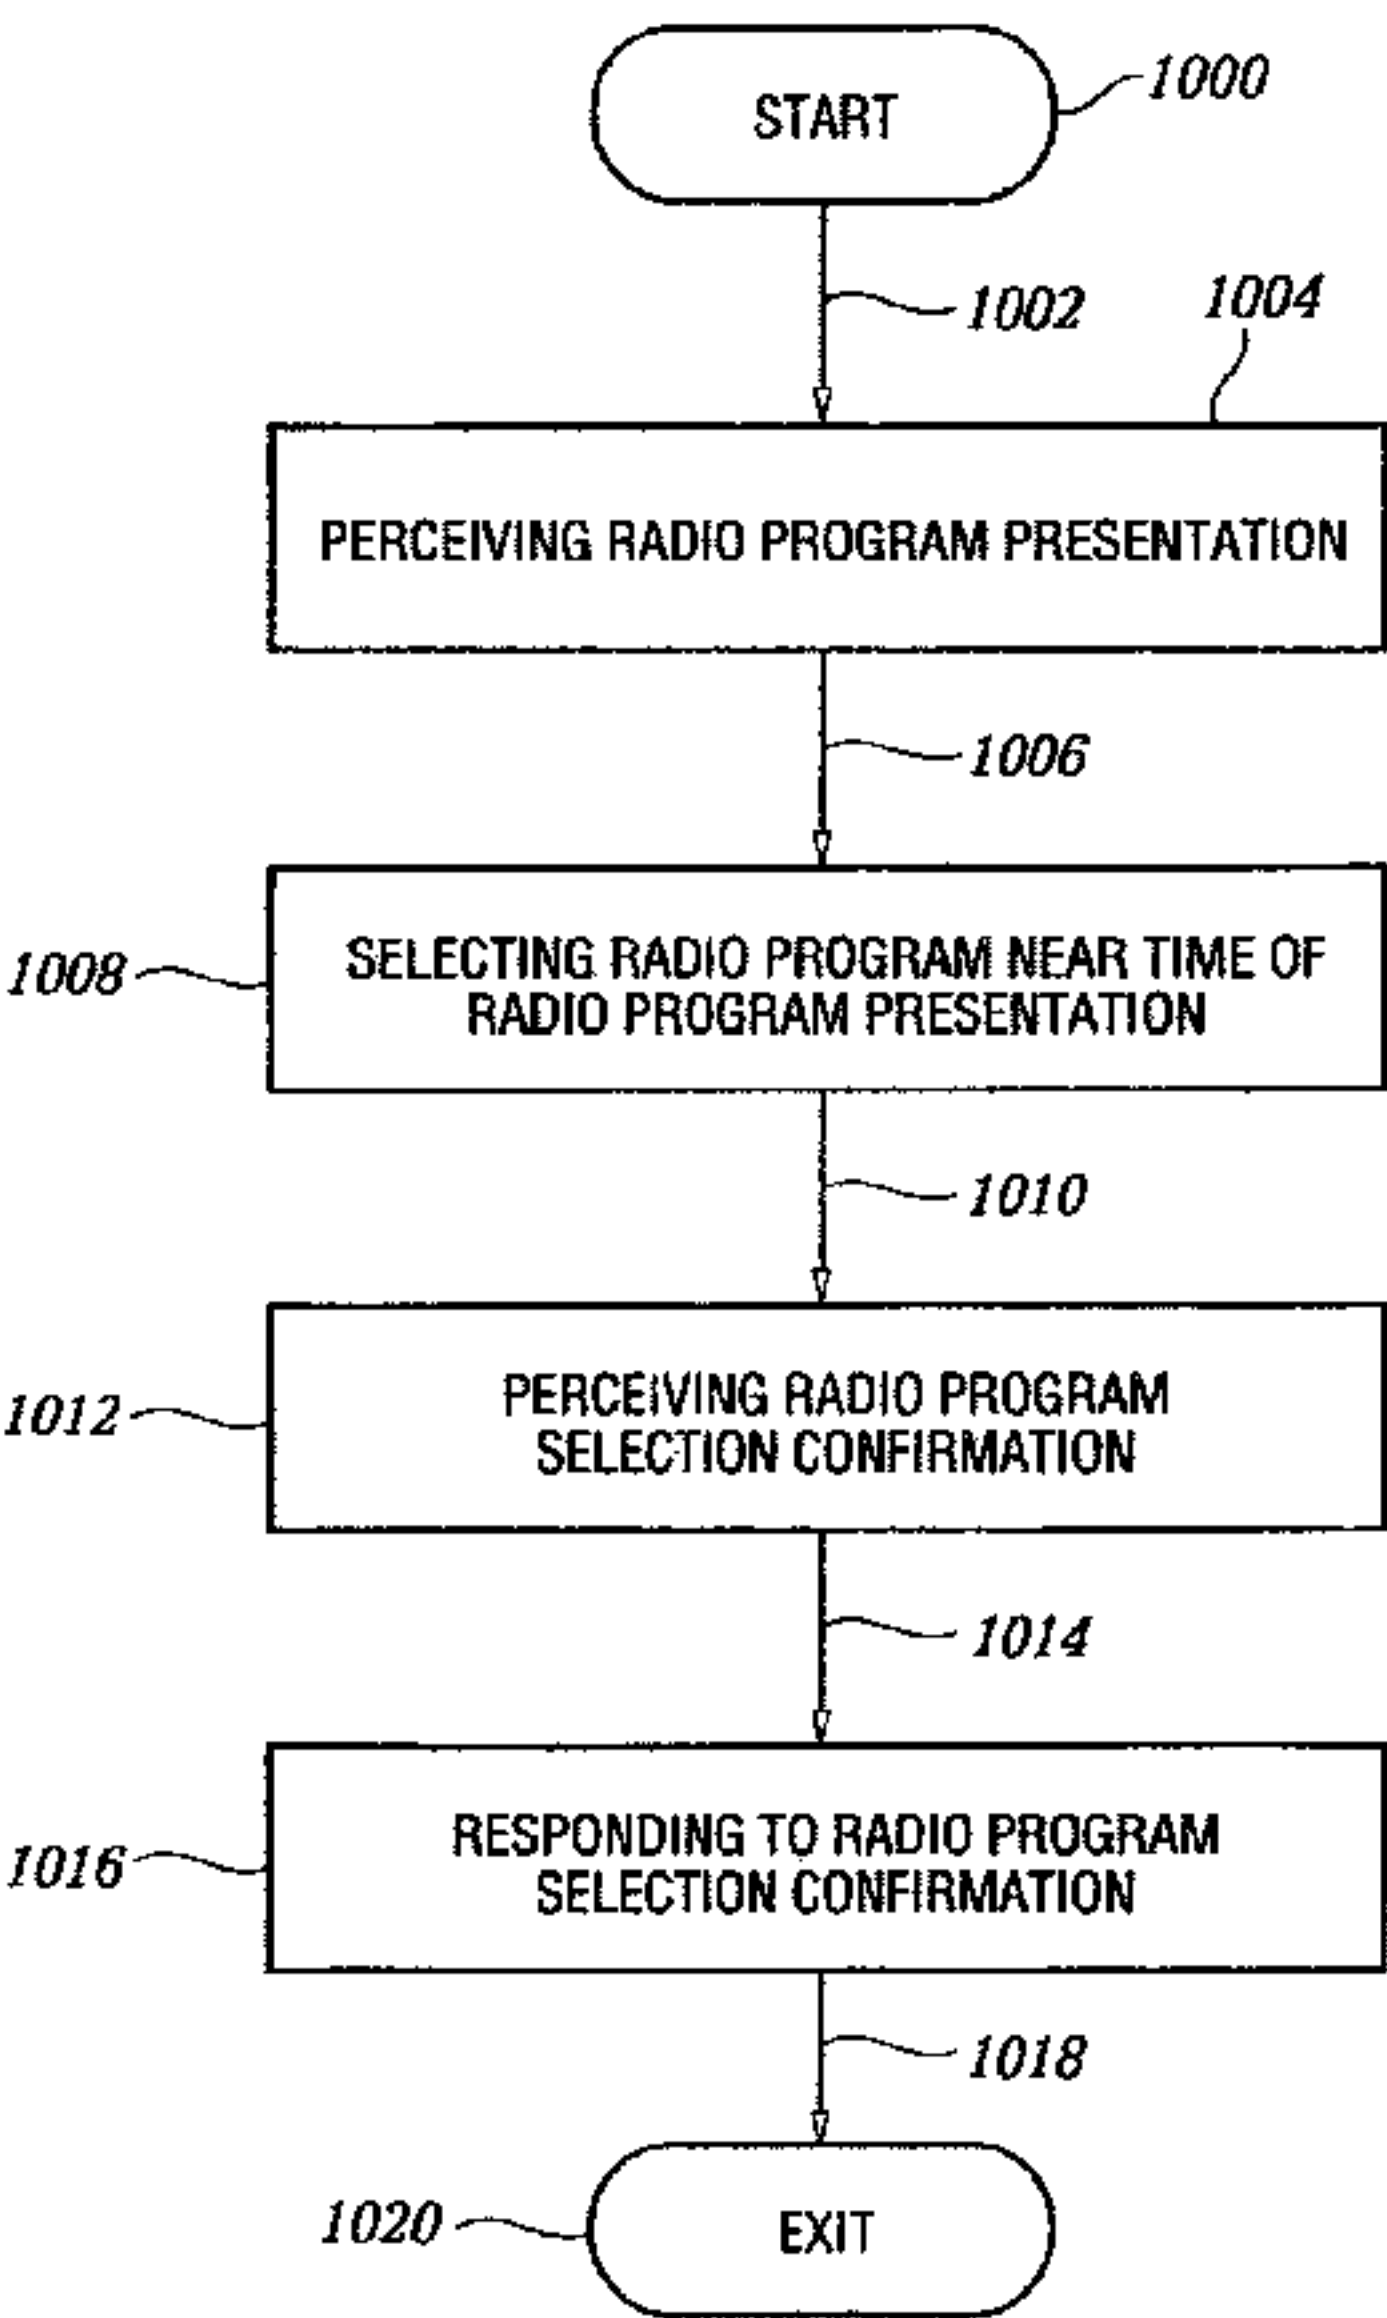 START
1000
1002
1004
PERCEIVING RADIO PROGRAM PRESENTATION
1006
1008
SELECTING RADIO PROGRAM NEAR TIME OF
RADIO PROGRAM PRESENTATION
1010
1012
PERCEIVING RADIO PROGRAM
SELECTION CONFIRMATION
1014
1016
RESPONDING TO RADIO PROGRAM
SELECTION CONFIRMATION
1018
1020
EXIT